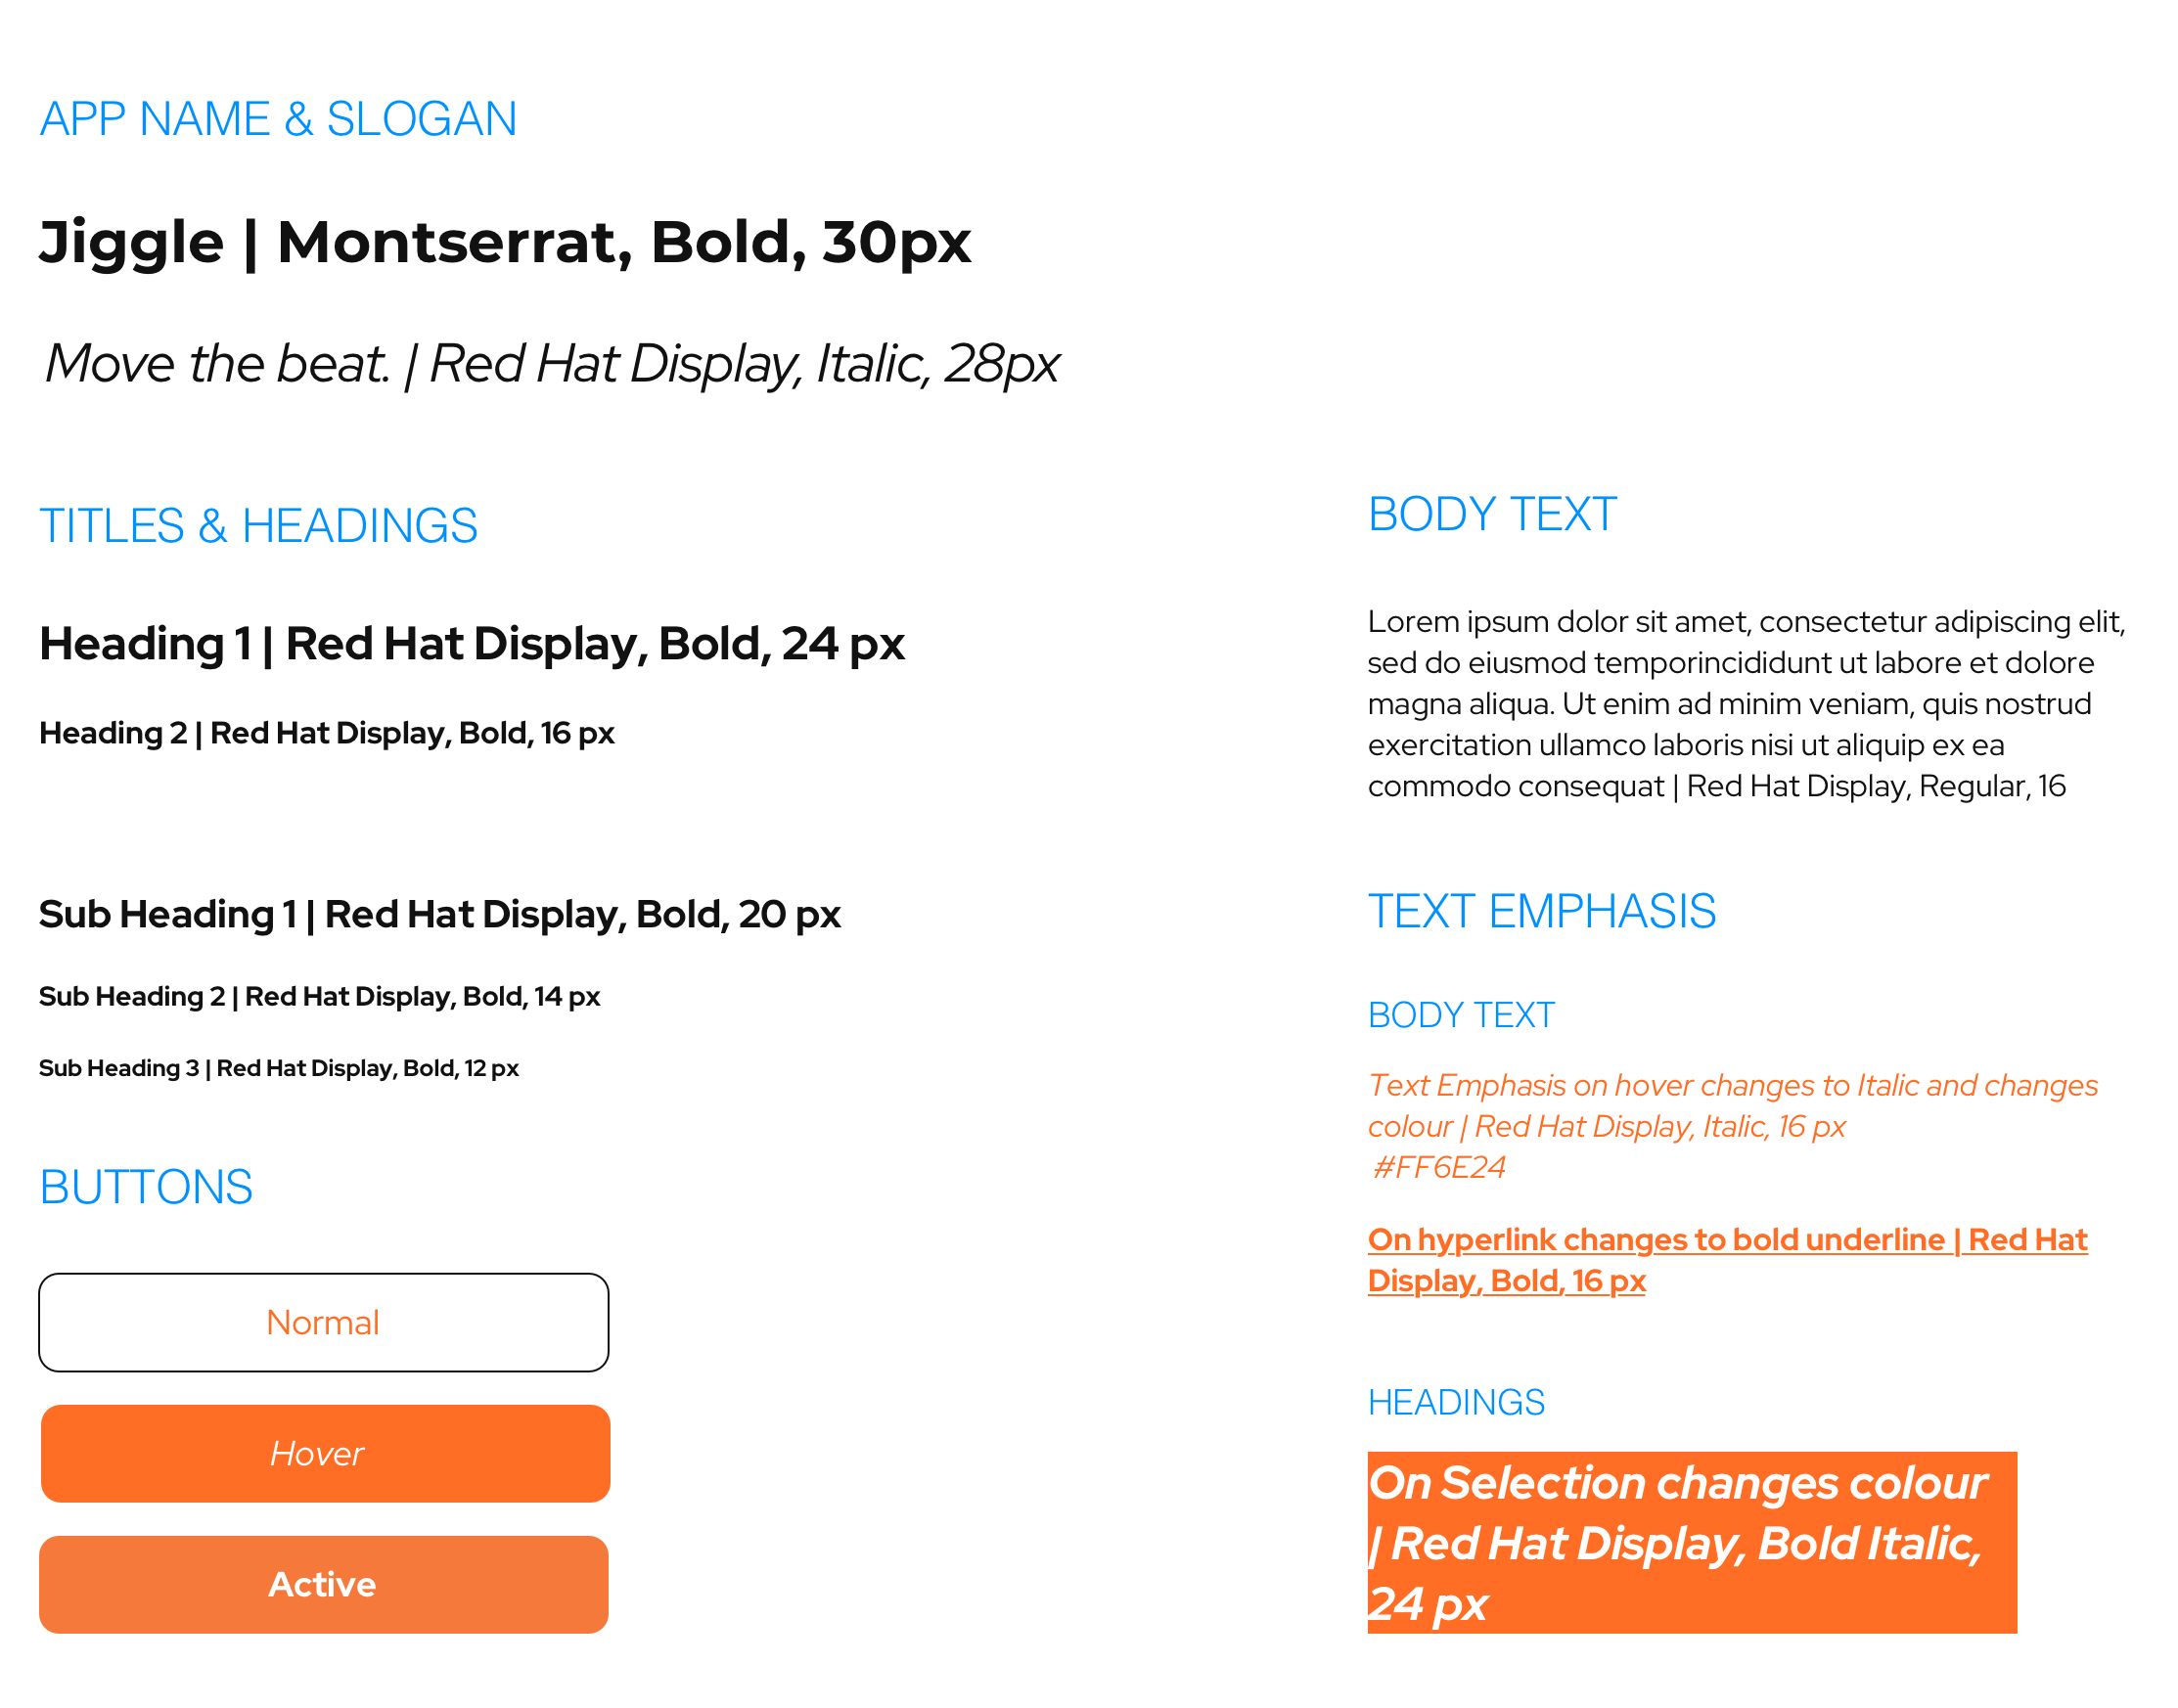 APP NAME & SLOGAN
Jiggle | Montserrat, Bold, 30px
Move the beat. | Red Hat Display, Italic, 28px
TITLES & HEADINGS
Heading 1 | Red Hat Display, Bold, 24 px
Heading 2 | Red Hat Display, Bold, 16 px
Sub Heading 1 | Red Hat Display, Bold, 20 px
Sub Heading 2 | Red Hat Display, Bold, 14 px
Sub Heading 3 | Red Hat Display, Bold, 12 px
BUTTONS
Normal
Hover
Active
BODY TEXT
Lorem ipsum dolor sit amet, consectetur adipiscing elit,
sed do eiusmod temporincididunt ut labore et dolore
magna aliqua. Ut enim ad minim veniam, quis nostrud
exercitation ullamco laboris nisi ut aliquip ex ea
commodo consequat | Red Hat Display, Regular, 16
TEXT EMPHASIS
BODY TEXT
Text Emphasis on hover changes to Italic and changes
colour | Red Hat Display, Italic, 16 px
#FF6E24
On hyperlink changes to bold underline | Red Hat
Display, Bold, 16 px
HEADINGS
On Selection changes colour
| Red Hat Display, Bold Italic,
24 px